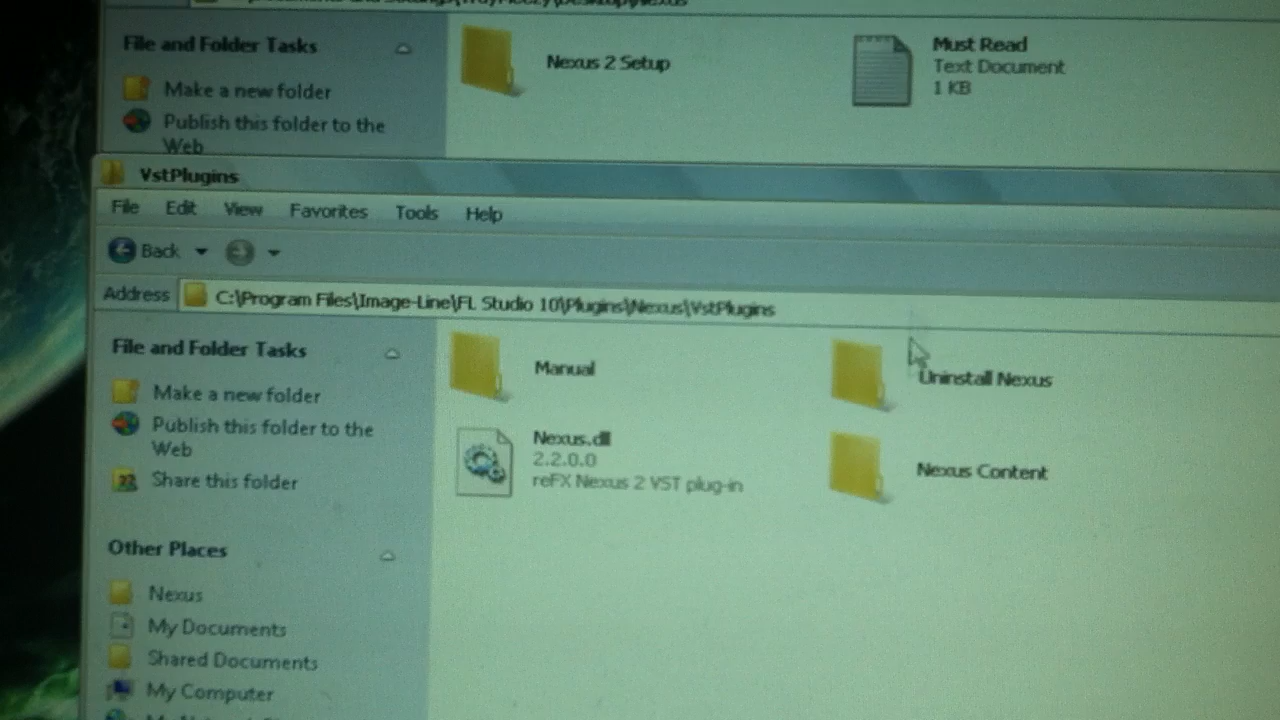 File and Folder Tasks
Make a new folder
Publish this folder to the
Web
Nexus 2 Setup
Must Read
Text Document
1 KB
VstPlugins
File Edit View Favorites Tools Help
Back
Address C:\Program Files\Image-Line\FL Studio 10\Plugins\Nexus\VstPlugins
File and Folder Tasks
Make a new folder
Publish this folder to the
Web
Share this folder
Other Places
Nexus
My Documents
Shared Documents
My Computer
Manual
Uninstall Nexus
Nexus.dll
2.2.0.0
reFX Nexus 2 VST plug-in
Nexus Content